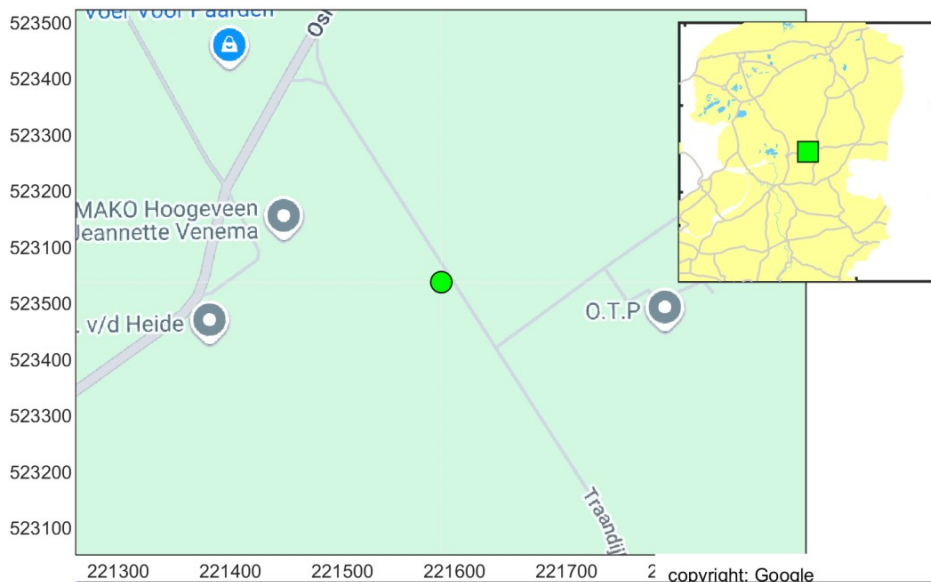 523500
Voer Voor Paarden
523400
523300
523200
MAKO Hoogeveen
Jeannette Venema
523100
523500
O.T.P
. v/d Heide
523400
523300
523200
Traandij
523100
221300 221400 221500 221600 221700 2
copyright: Google